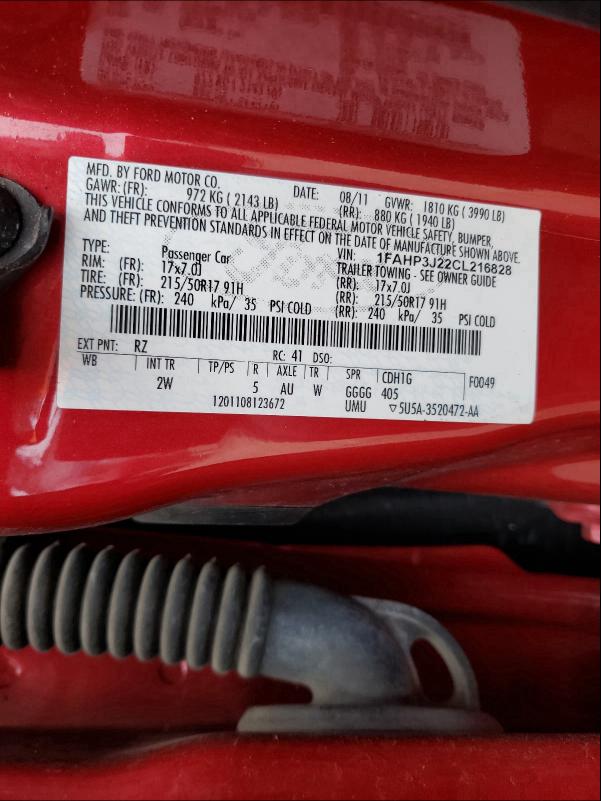 MFD. BY FORD MOTOR CO.
DATE: 08/11 GVWR: 1810 KG ( 3990 LB)
GAWR: (FR): 972 KG ( 2143 LB) (RR): 880 KG ( 1940 LB)
THIS VEHICLE CONFORMS TO ALL APPLICABLE FEDERAL MOTOR VEHICLE SAFETY, BUMPER,
AND THEFT PREVENTION STANDARDS IN EFFECT ON THE DATE OF MANUFACTURE SHOWN ABOVE.
VIN: 1FAHP3J22CL216828
TYPE: Passenger Car TRAILER TOWING - SEE OWNER GUIDE
RIM: (FR): 17x7.0J (RR): 17x7.0J
TIRE: (FR): 215/50R17 91H (RR): 215/50R17 91H
PRESSURE: (FR): 240 kPa/ 35 PSI COLD (RR): 240 kPa/ 35 PSI COLD
EXT PNT: RZ RC: 41 DSO:
WB INT TR TP/PS R AXLE TR SPR CDH1G F0049
2W 5 AU W GGGG 405
1201108123672 UMU ▽5U5A-3520472-AA